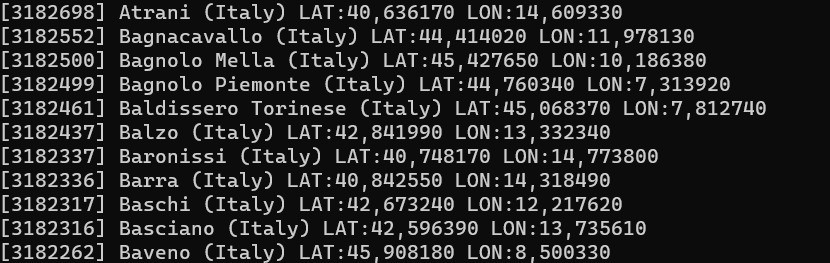 [3182698] Atrani (Italy) LAT:40,636170 LON:14,609330
[3182552] Bagnacavallo (Italy) LAT:44,414020 LON:11,978130
[3182500] Bagnolo Mella (Italy) LAT:45,427650 LON:10,186380
[3182499] Bagnolo Piemonte (Italy) LAT:44,760340 LON:7,313920
[3182461] Baldissero Torinese (Italy) LAT:45,068370 LON:7,812740
[3182437] Balzo (Italy) LAT:42,841990 LON:13,332340
[3182337] Baronissi (Italy) LAT:40,748170 LON:14,773800
[3182336] Barra (Italy) LAT:40,842550 LON:14,318490
[3182317] Baschi (Italy) LAT:42,673240 LON:12,217620
[3182316] Basciano (Italy) LAT:42,596390 LON:13,735610
[3182262] Baveno (Italy) LAT:45,908180 LON:8,500330